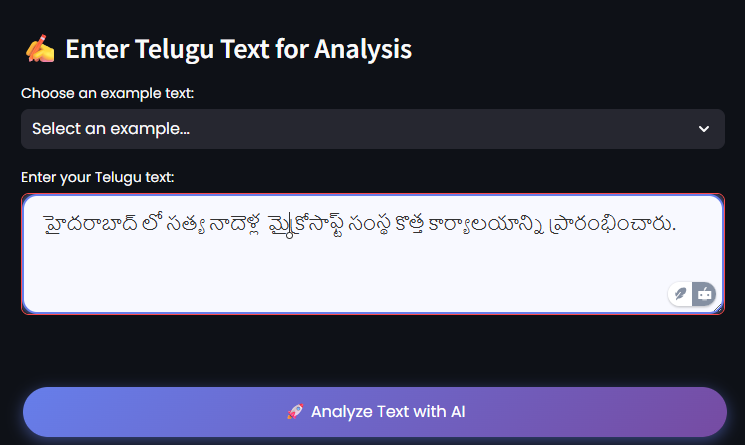 ✍️ Enter Telugu Text for Analysis
Choose an example text:
Select an example...
Enter your Telugu text:
హైదరాబాద్ లో సత్య నాదెళ్ల మైక్రోసాఫ్ట్ సంస్థ కొత్త కార్యాలయాన్ని ప్రారంభించారు.
🚀 Analyze Text with AI